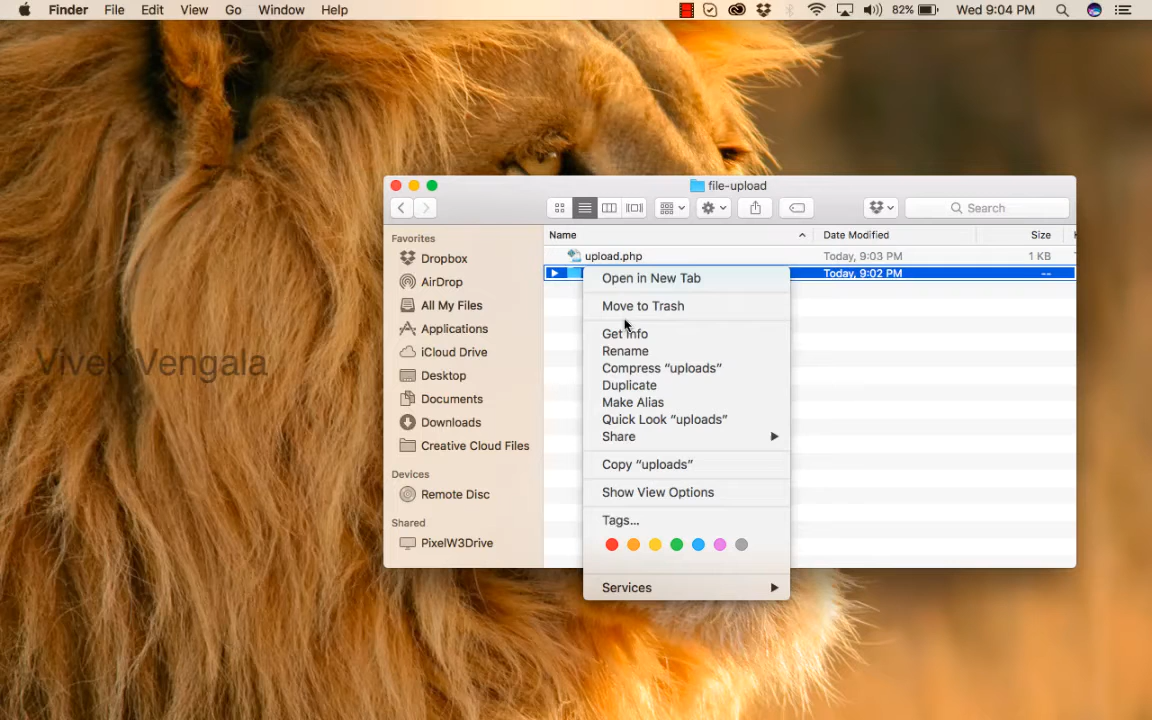 Finder File Edit View Go Window Help 82% Wed 9:04 PM
file-upload
Search
Favorites
Dropbox
AirDrop
All My Files
Applications
iCloud Drive
Desktop
Documents
Downloads
Creative Cloud Files
Devices
Remote Disc
Shared
PixelW3Drive
Name Date Modified Size
upload.php Today, 9:03 PM 1 KB
Today, 9:02 PM --
Open in New Tab
Move to Trash
Get Info
Rename
Compress “uploads”
Duplicate
Make Alias
Quick Look “uploads”
Share
Copy “uploads”
Show View Options
Tags...
Services
Vivek Vengala